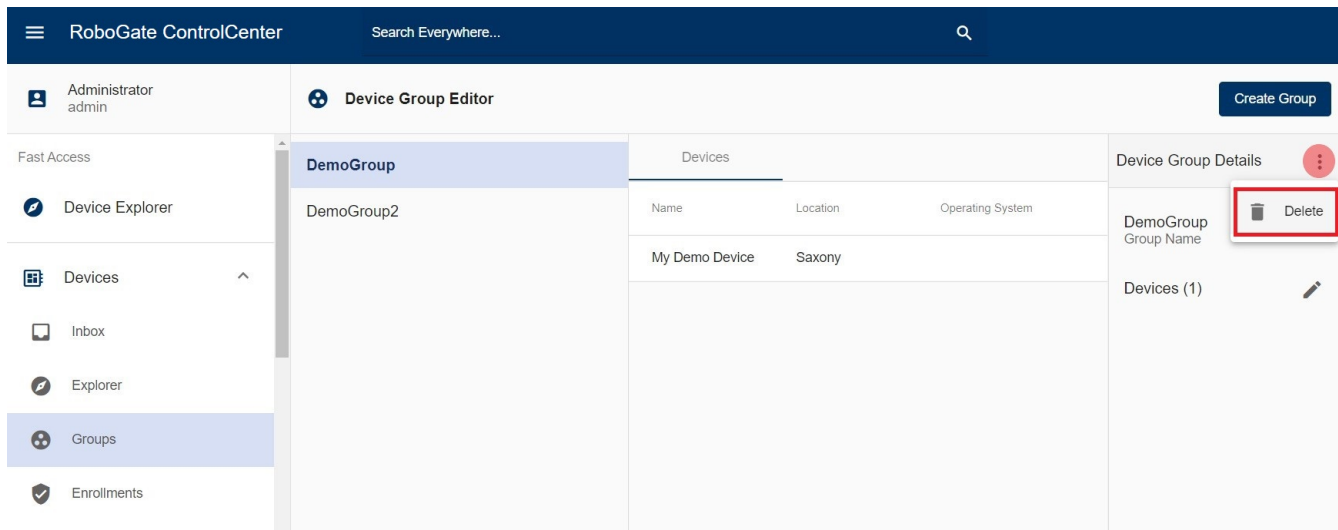 RoboGate ControlCenter
Search Everywhere...
Administrator
admin
Device Group Editor
Create Group
Fast Access
Device Explorer
Devices
Inbox
Explorer
Groups
Enrollments
DemoGroup
DemoGroup2
Devices
Name Location Operating System
My Demo Device Saxony
Device Group Details
Delete
DemoGroup
Group Name
Devices (1)